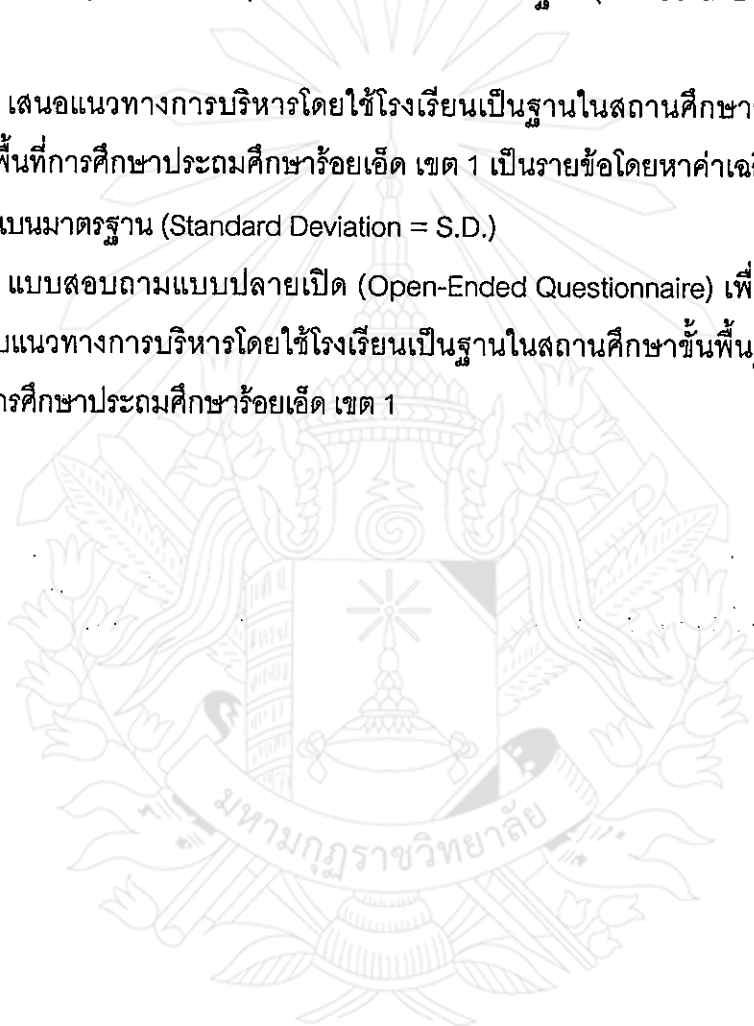 เสนอแนวทางการบริหารโดยใช้โรงเรียนเป็นฐานในสถานศึกษา
พื้นที่การศึกษาประถมศึกษาร้อยเอ็ด เขต 1 เป็นรายข้อโดยหาค่าเฉ
บนมาตรฐาน (Standard Deviation = S.D.)
แบบสอบถามแบบปลายเปิด (Open-Ended Questionnaire) เพื่
แนวทางการบริหารโดยใช้โรงเรียนเป็นฐานในสถานศึกษาขั้นพื้น
ารศึกษาประถมศึกษาร้อยเอ็ด เขต 1
มหามกุฏราชวิทยาลัย